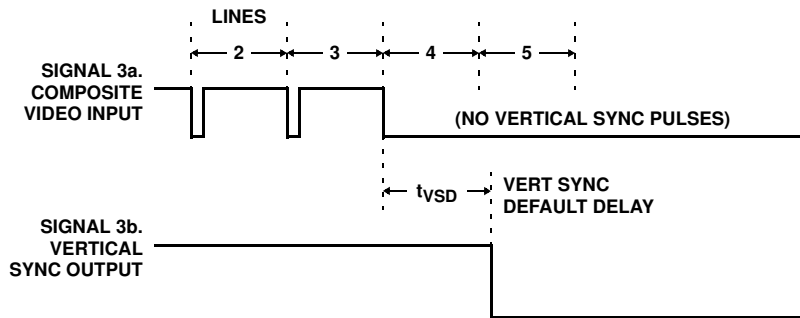 LINES
2 3 4 5
SIGNAL 3a.
COMPOSITE
VIDEO INPUT
(NO VERTICAL SYNC PULSES)
tVSD
VERT SYNC
DEFAULT DELAY
SIGNAL 3b.
VERTICAL
SYNC OUTPUT